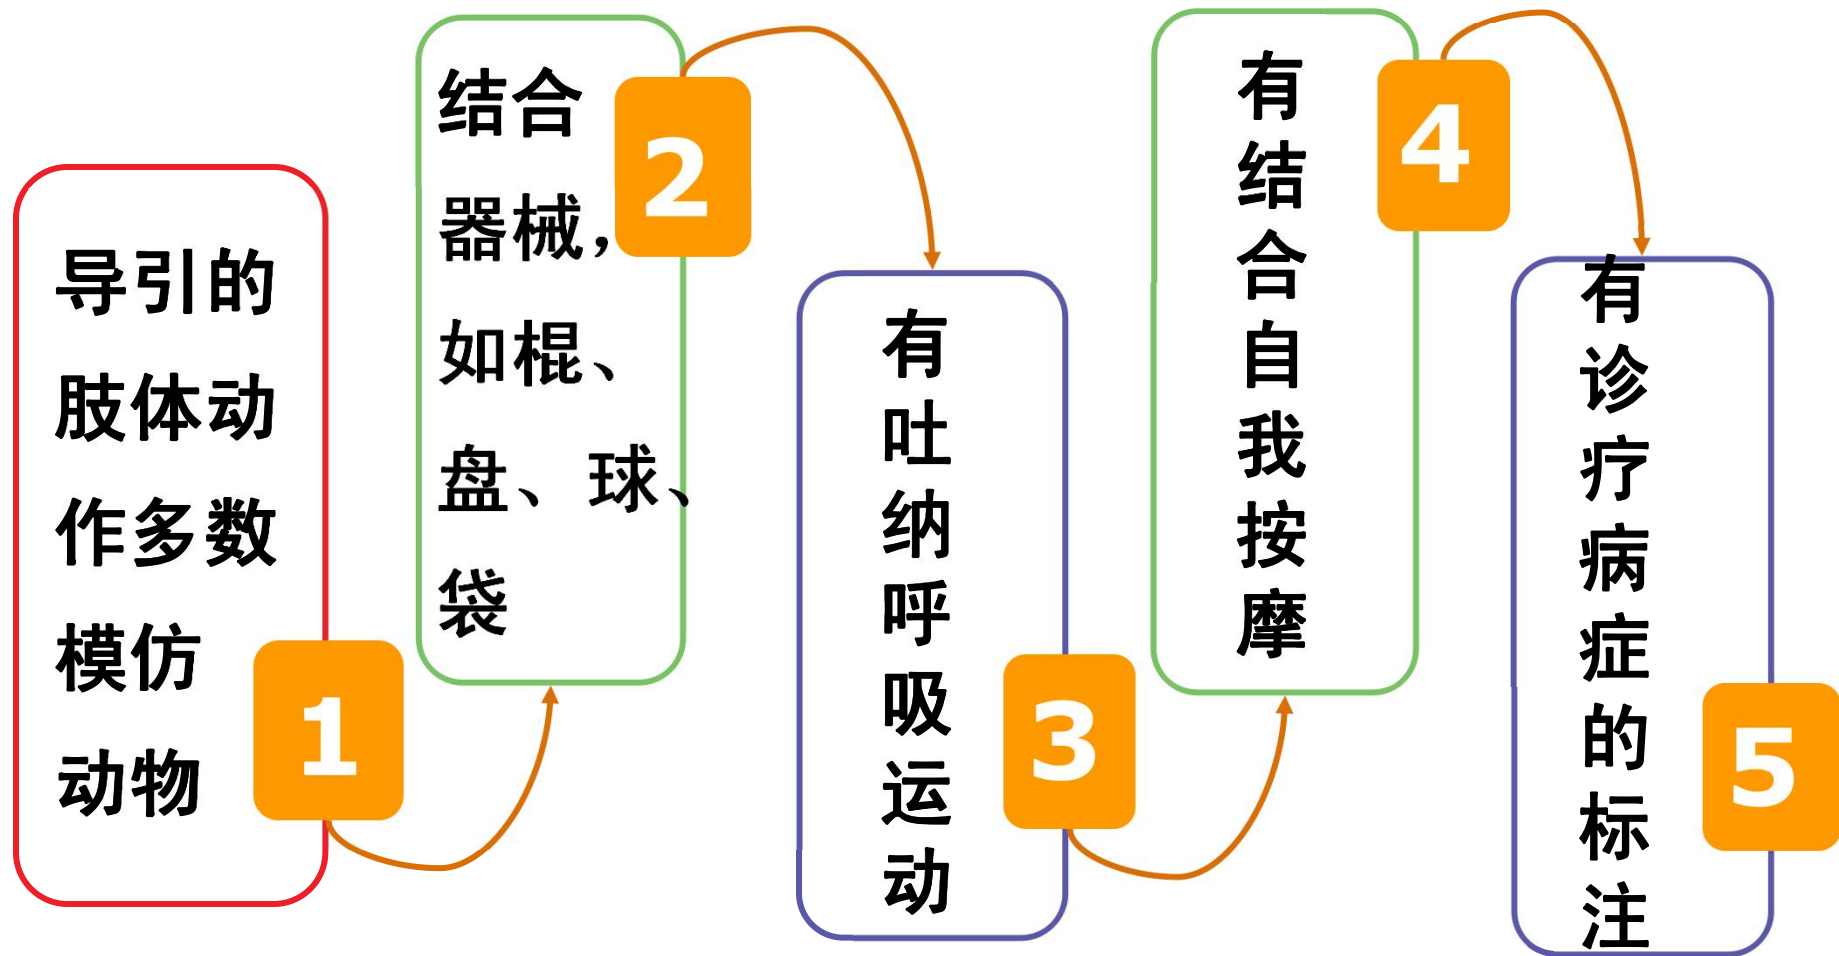 导引的
肢体动
作多数
模仿
动物
1
结合
器械，
如棍、
盘、球、
袋
2
有吐纳呼吸运动
3
有结合自我按摩
4
有诊疗病症的标注
5